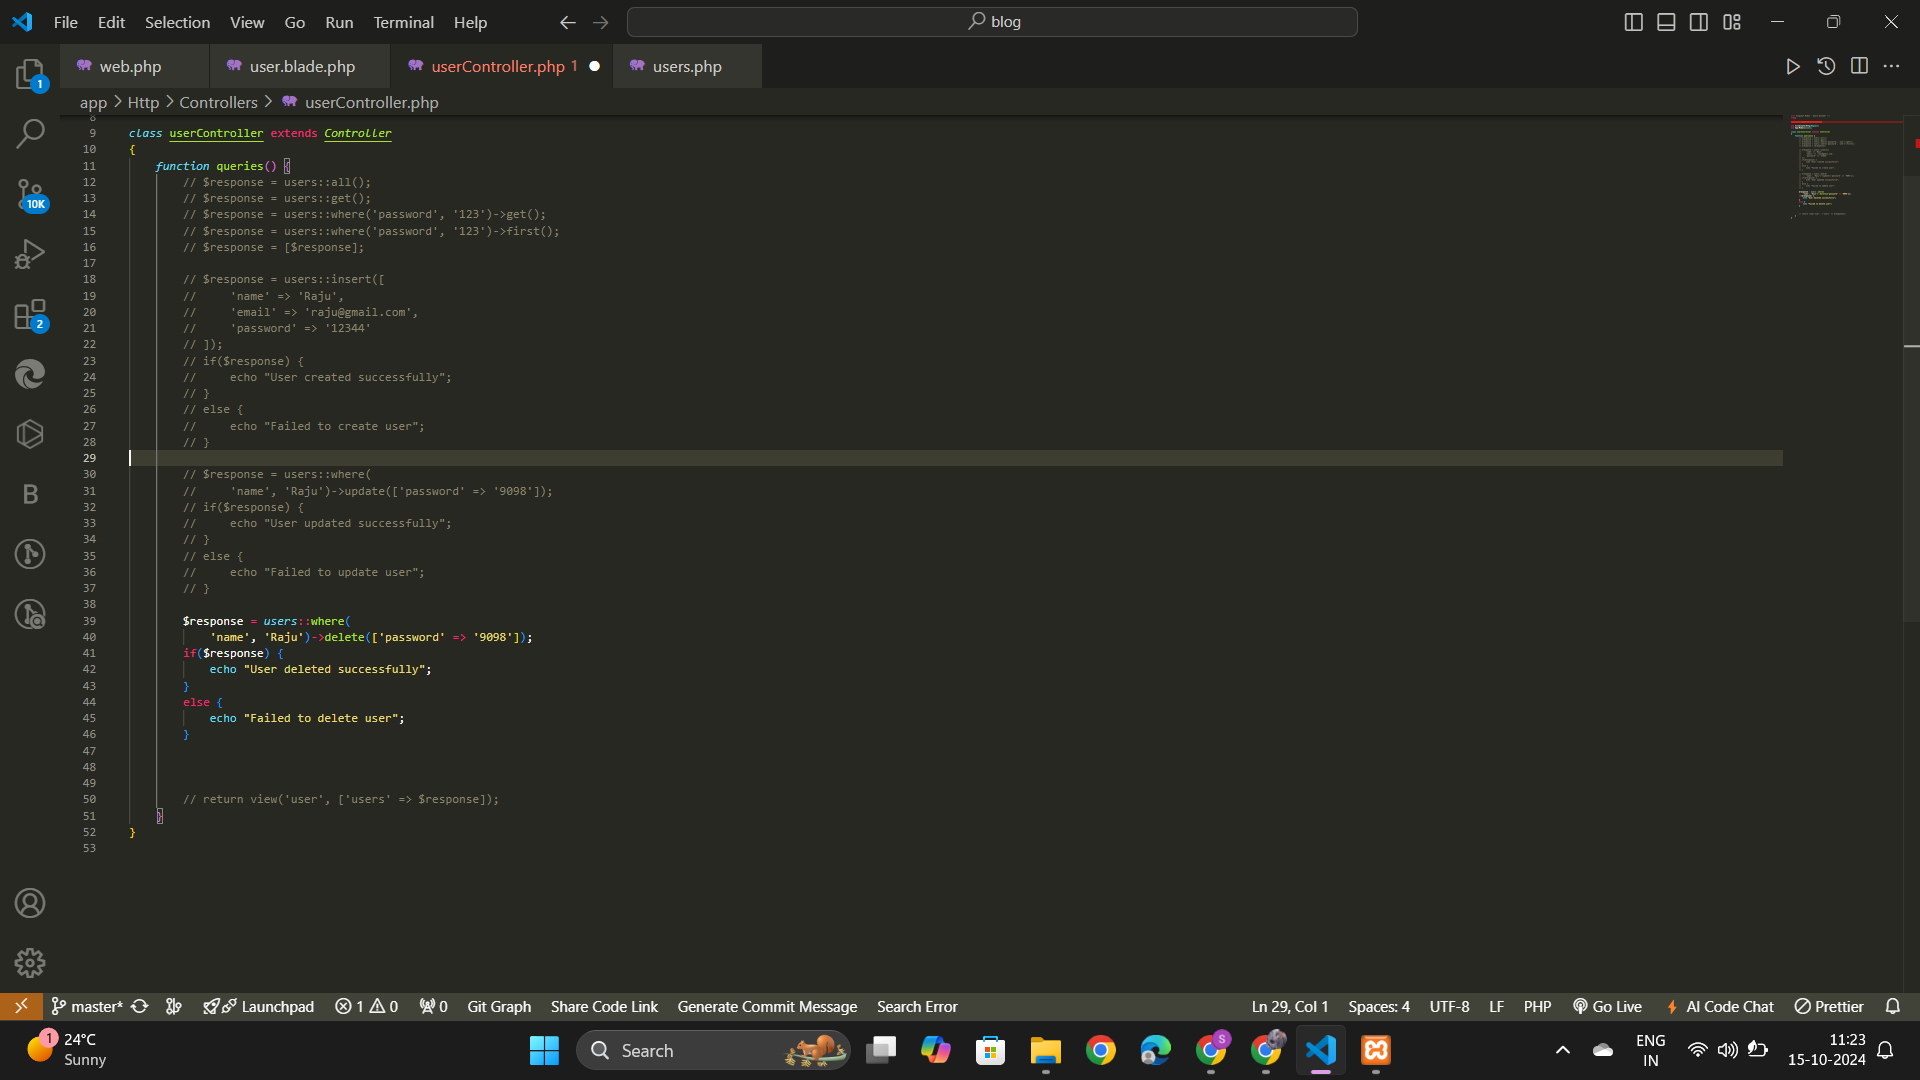 File Edit Selection View Go Run Terminal Help
blog
1
web.php
user.blade.php
userController.php 1
users.php
app > Http > Controllers > userController.php
8
9 class userController extends Controller
10 {
11 function queries() {
12 // $response = users::all();
13 // $response = users::get();
14 // $response = users::where('password', '123')->get();
15 // $response = users::where('password', '123')->first();
16 // $response = [$response];
17
18 // $response = users::insert([
19 // 'name' => 'Raju',
20 // 'email' => 'raju@gmail.com',
21 // 'password' => '12344'
22 // ]);
23 // if($response) {
24 // echo "User created successfully";
25 // }
26 // else {
27 // echo "Failed to create user";
28 // }
29
30 // $response = users::where(
31 // 'name', 'Raju')->update(['password' => '9098']);
32 // if($response) {
33 // echo "User updated successfully";
34 // }
35 // else {
36 // echo "Failed to update user";
37 // }
38
39 $response = users::where(
40 'name', 'Raju')->delete(['password' => '9098']);
41 if($response) {
42 echo "User deleted successfully";
43 }
44 else {
45 echo "Failed to delete user";
46 }
47
48
49
50 // return view('user', ['users' => $response]);
51 }
52 }
53
10K
2
B
master* Launchpad 1 0 0 Git Graph Share Code Link Generate Commit Message Search Error Ln 29, Col 1 Spaces: 4 UTF-8 LF PHP Go Live AI Code Chat Prettier
1
24°C
Sunny
Search
S
ENG
IN
11:23
15-10-2024